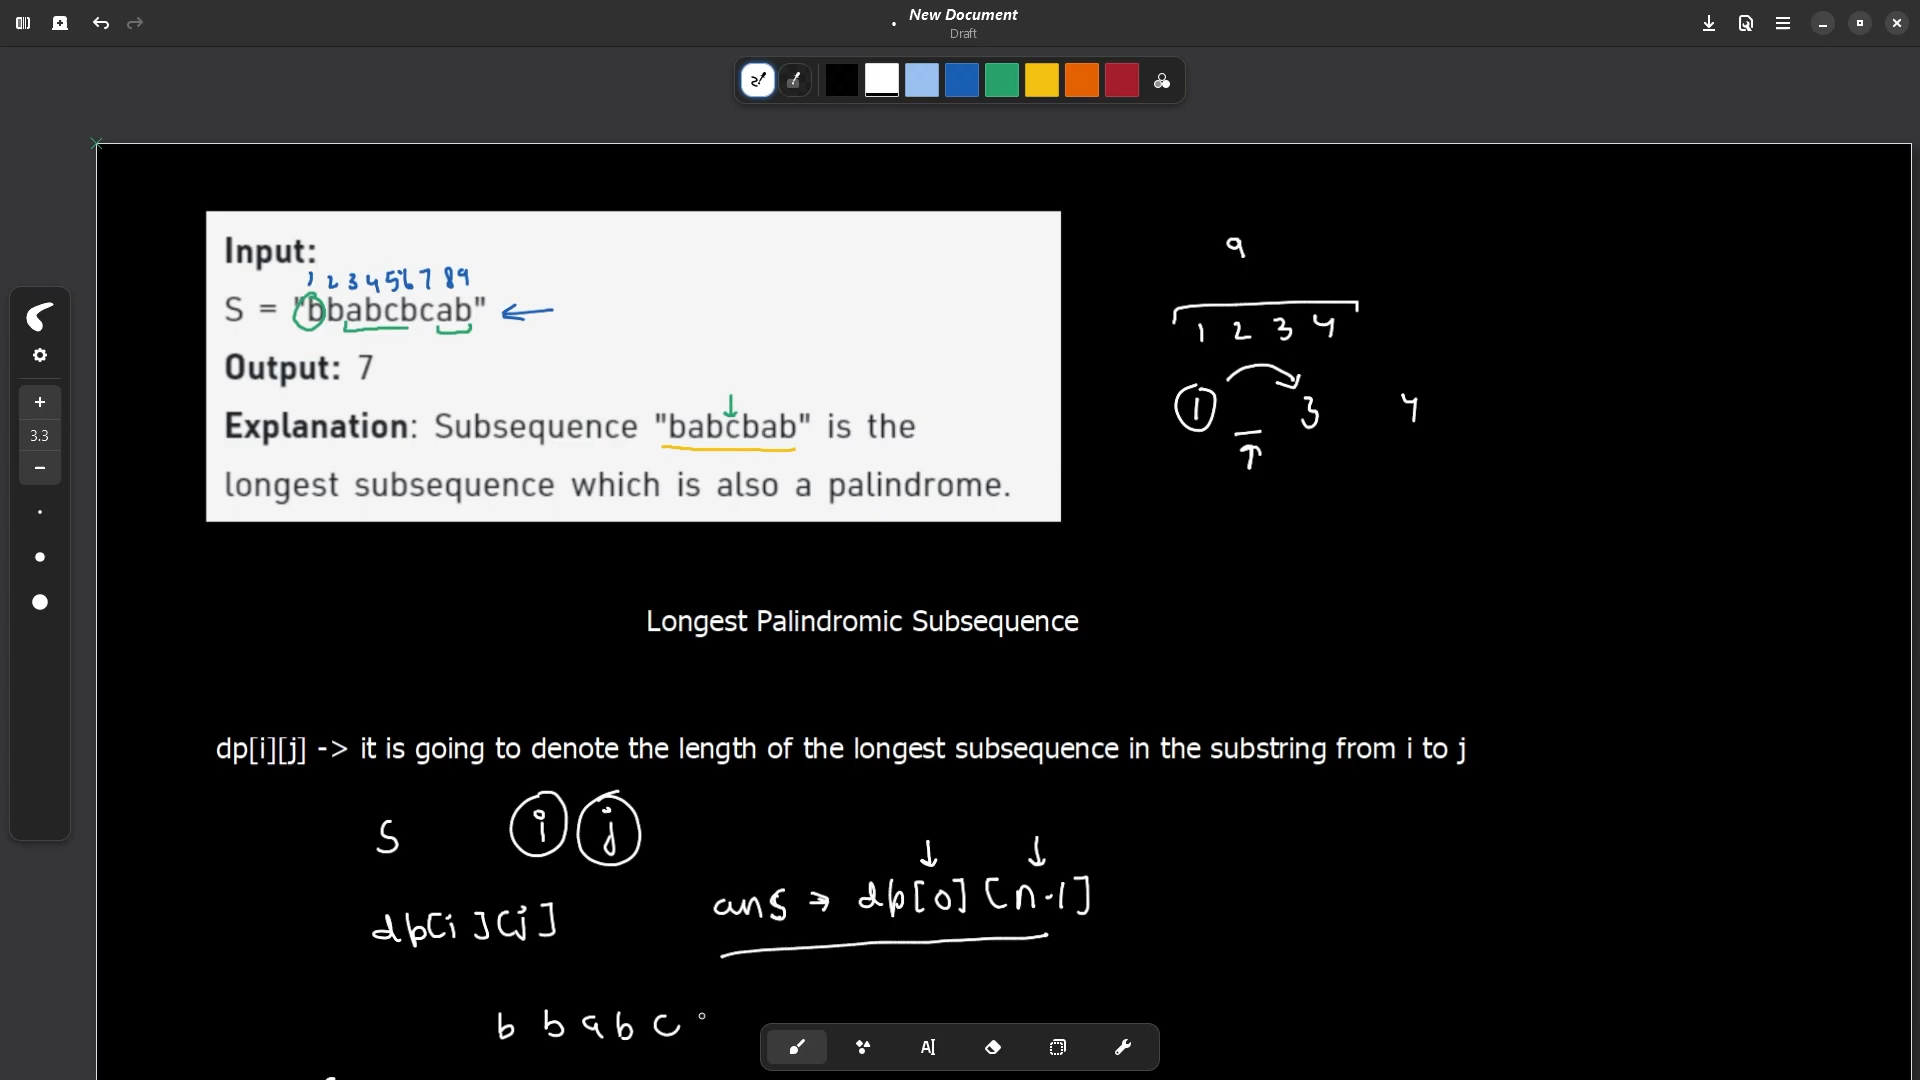 New Document
Draft
3.3
Input:
1 2 3 4 5 6 7 8 9
S = "bbabcbcab"
Output: 7
Explanation: Subsequence "babcbab" is the
longest subsequence which is also a palindrome.
9
1 2 3 4
1 3 4
Longest Palindromic Subsequence
dp[i][j] -> it is going to denote the length of the longest subsequence in the substring from i to j
S i j
dp[i][j]
ans → dp[0][n-1]
b b a b c
AI